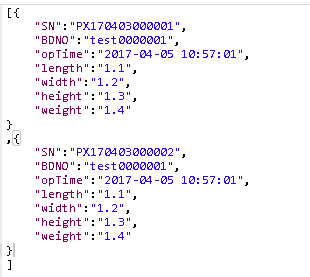 [{
    "SN":"PX170403000001",
    "BDNO":"test0000001",
    "opTime":"2017-04-05 10:57:01",
    "length":"1.1",
    "width":"1.2",
    "height":"1.3",
    "weight":"1.4"
}
,{
    "SN":"PX170403000002",
    "BDNO":"test0000001",
    "opTime":"2017-04-05 10:57:01",
    "length":"1.1",
    "width":"1.2",
    "height":"1.3",
    "weight":"1.4"
}
]